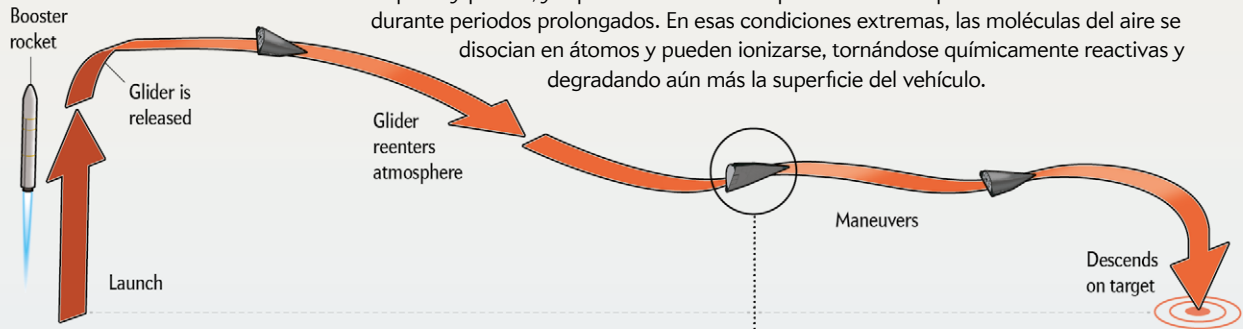 durante periodos prolongados. En esas condiciones extremas, las moléculas del aire se
disocian en átomos y pueden ionizarse, tornándose químicamente reactivas y
degradando aún más la superficie del vehículo.
Booster
rocket
Glider is
released
Glider
reenters
atmosphere
Launch
Maneuvers
Descends
on target